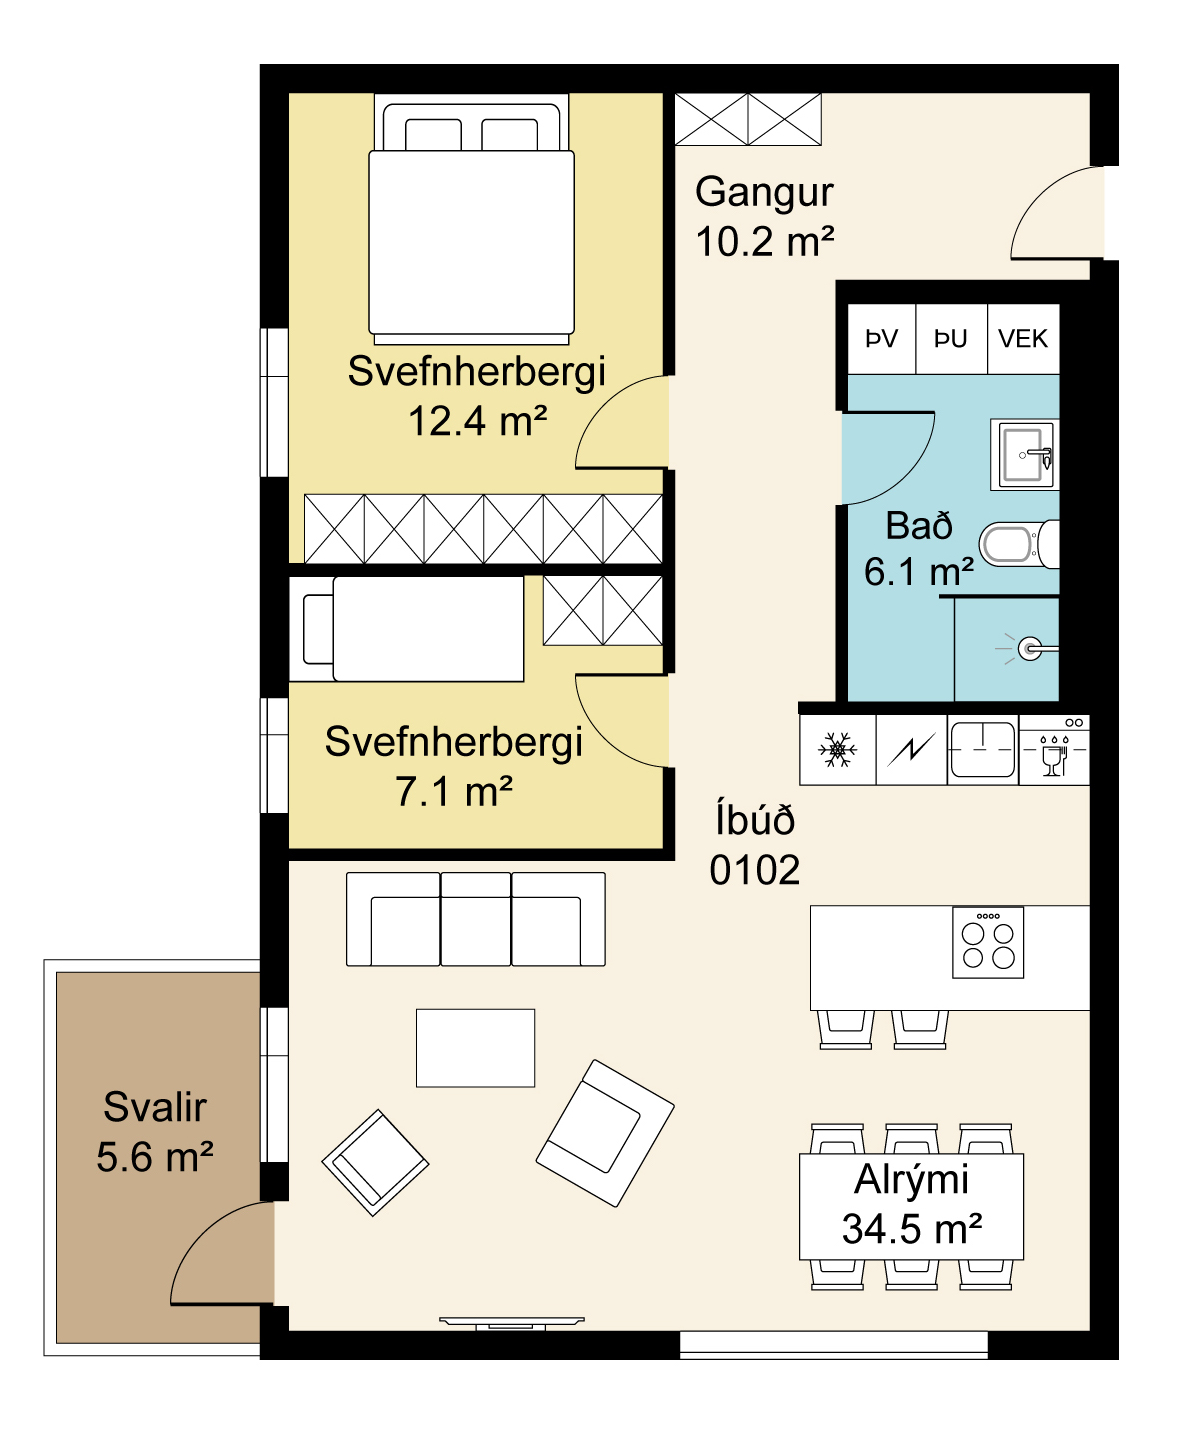 Gangur
10.2 m²
ÞV
ÞU
VEK
Svefnherbergi
12.4 m²
Bað
6.1 m²
Svefnherbergi
7.1 m²
Íbúð
0102
Svalir
5.6 m²
Alrými
34.5 m²